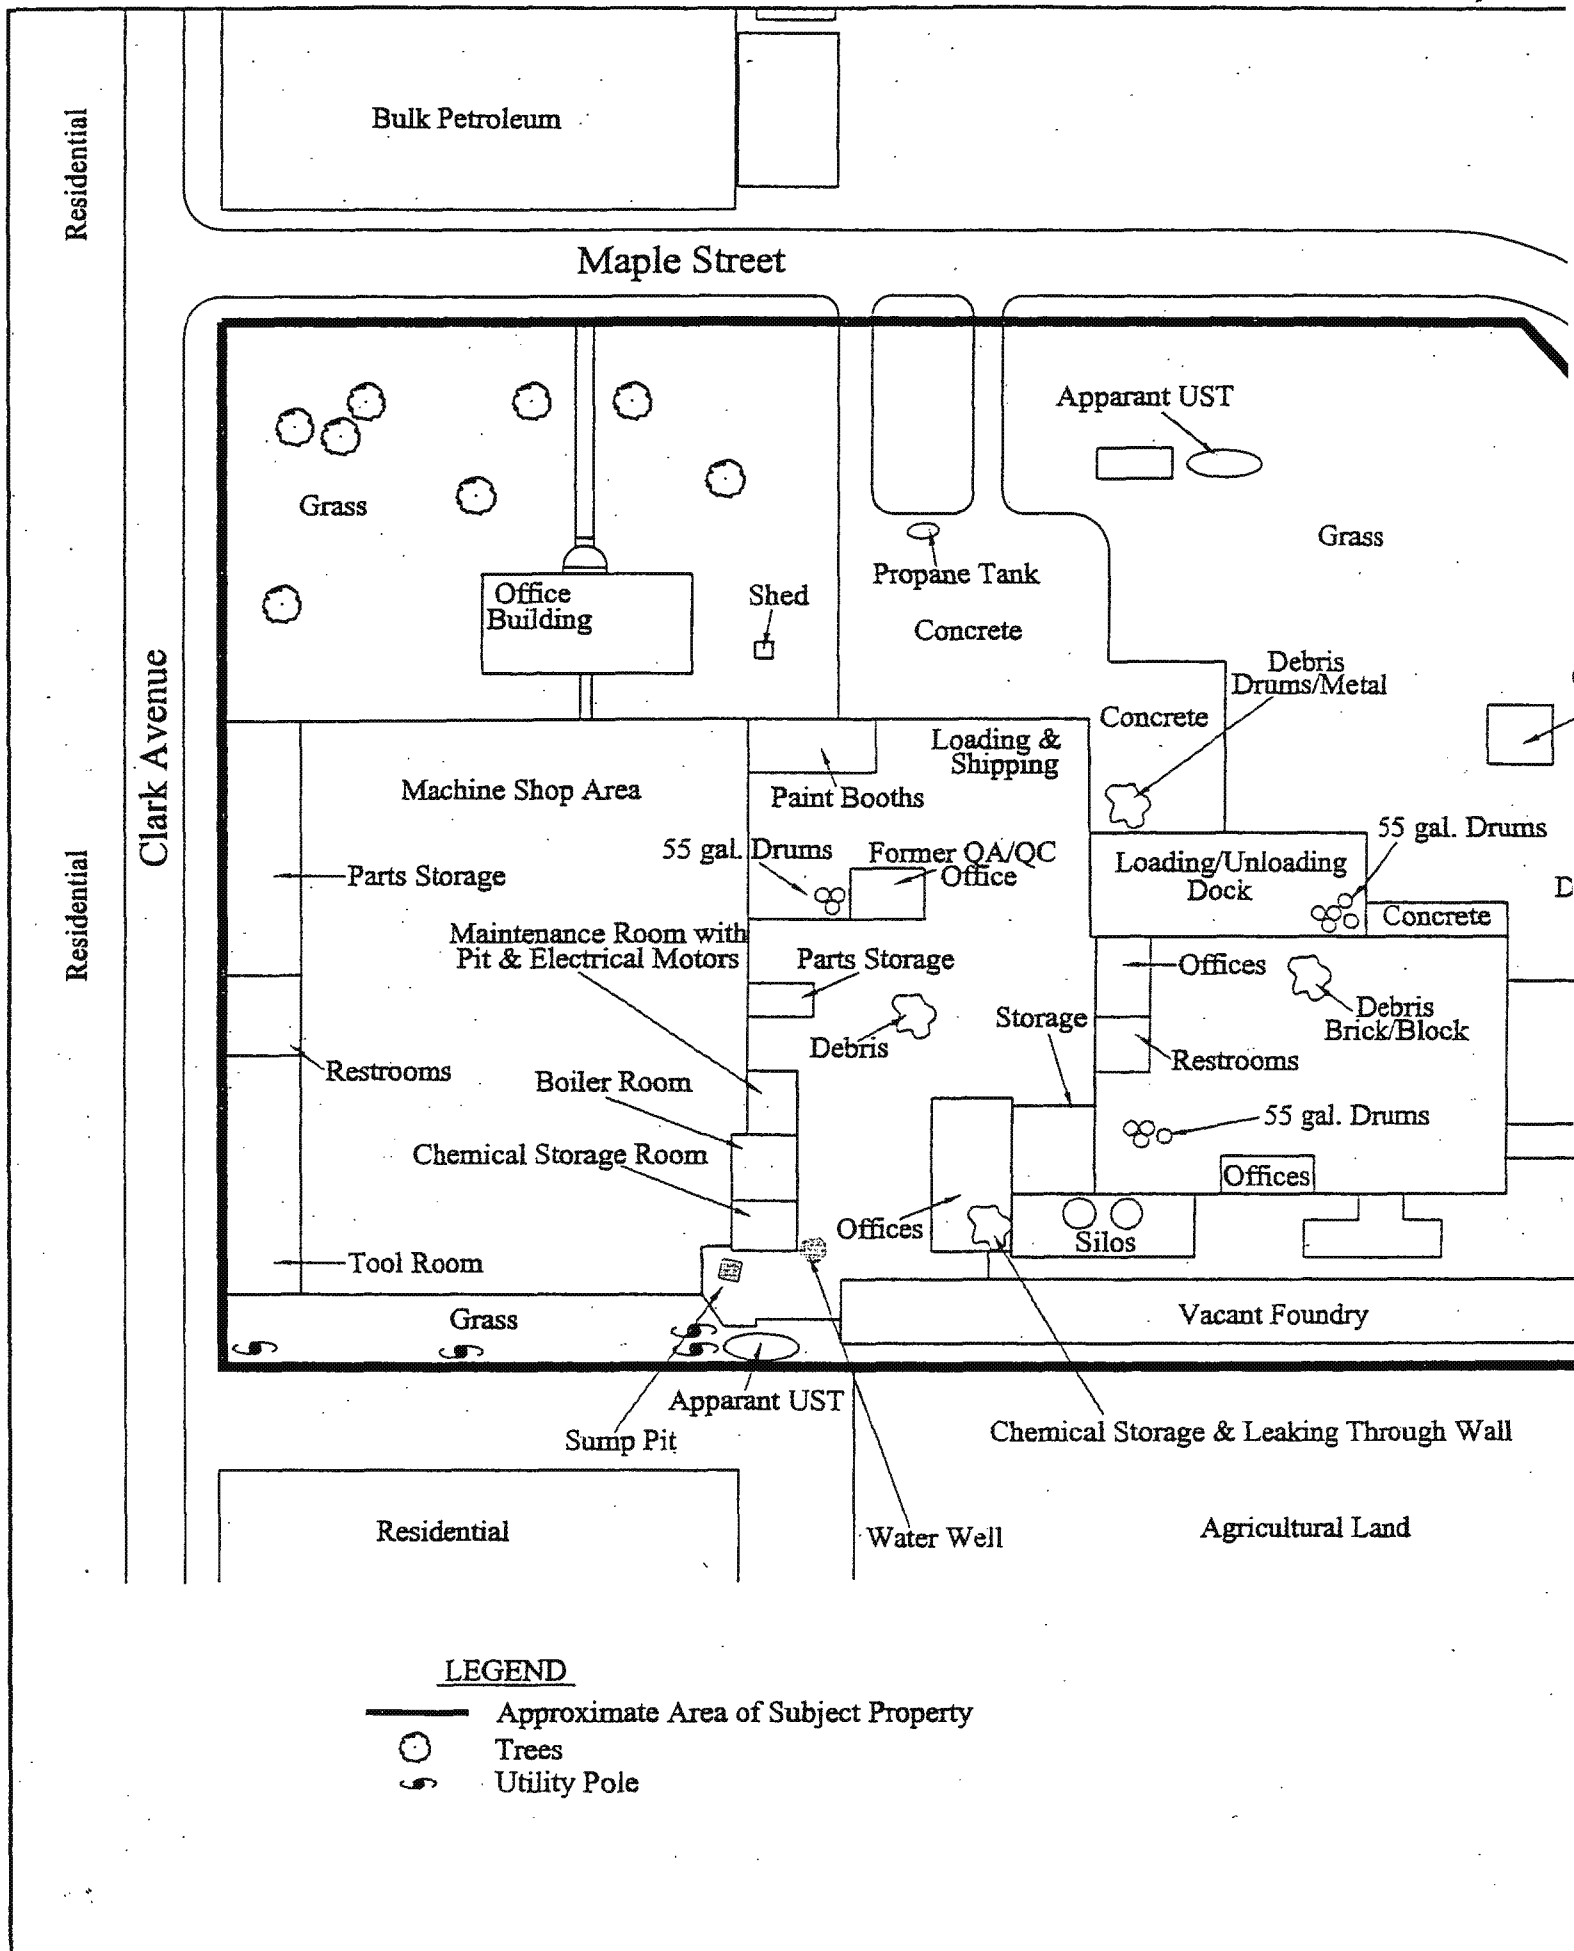 Residential
Bulk Petroleum
Maple Street
Apparant UST
Grass
Grass
Propane Tank
Office
Building
Shed
Concrete
Debris
Drums/Metal
Clark Avenue
Concrete
Loading &
Shipping
Machine Shop Area
Paint Booths
55 gal. Drums
55 gal. Drums
Former QA/QC
Office
Loading/Unloading
Dock
Parts Storage
Residential
Concrete
Maintenance Room with
Pit & Electrical Motors
Parts Storage
Offices
Storage
Debris
Brick/Block
Debris
Restrooms
Restrooms
Boiler Room
55 gal. Drums
Chemical Storage Room
Offices
Offices
Silos
Tool Room
Grass
Vacant Foundry
Apparant UST
Sump Pit
Chemical Storage & Leaking Through Wall
Residential
Water Well
Agricultural Land
LEGEND
Approximate Area of Subject Property
Trees
Utility Pole